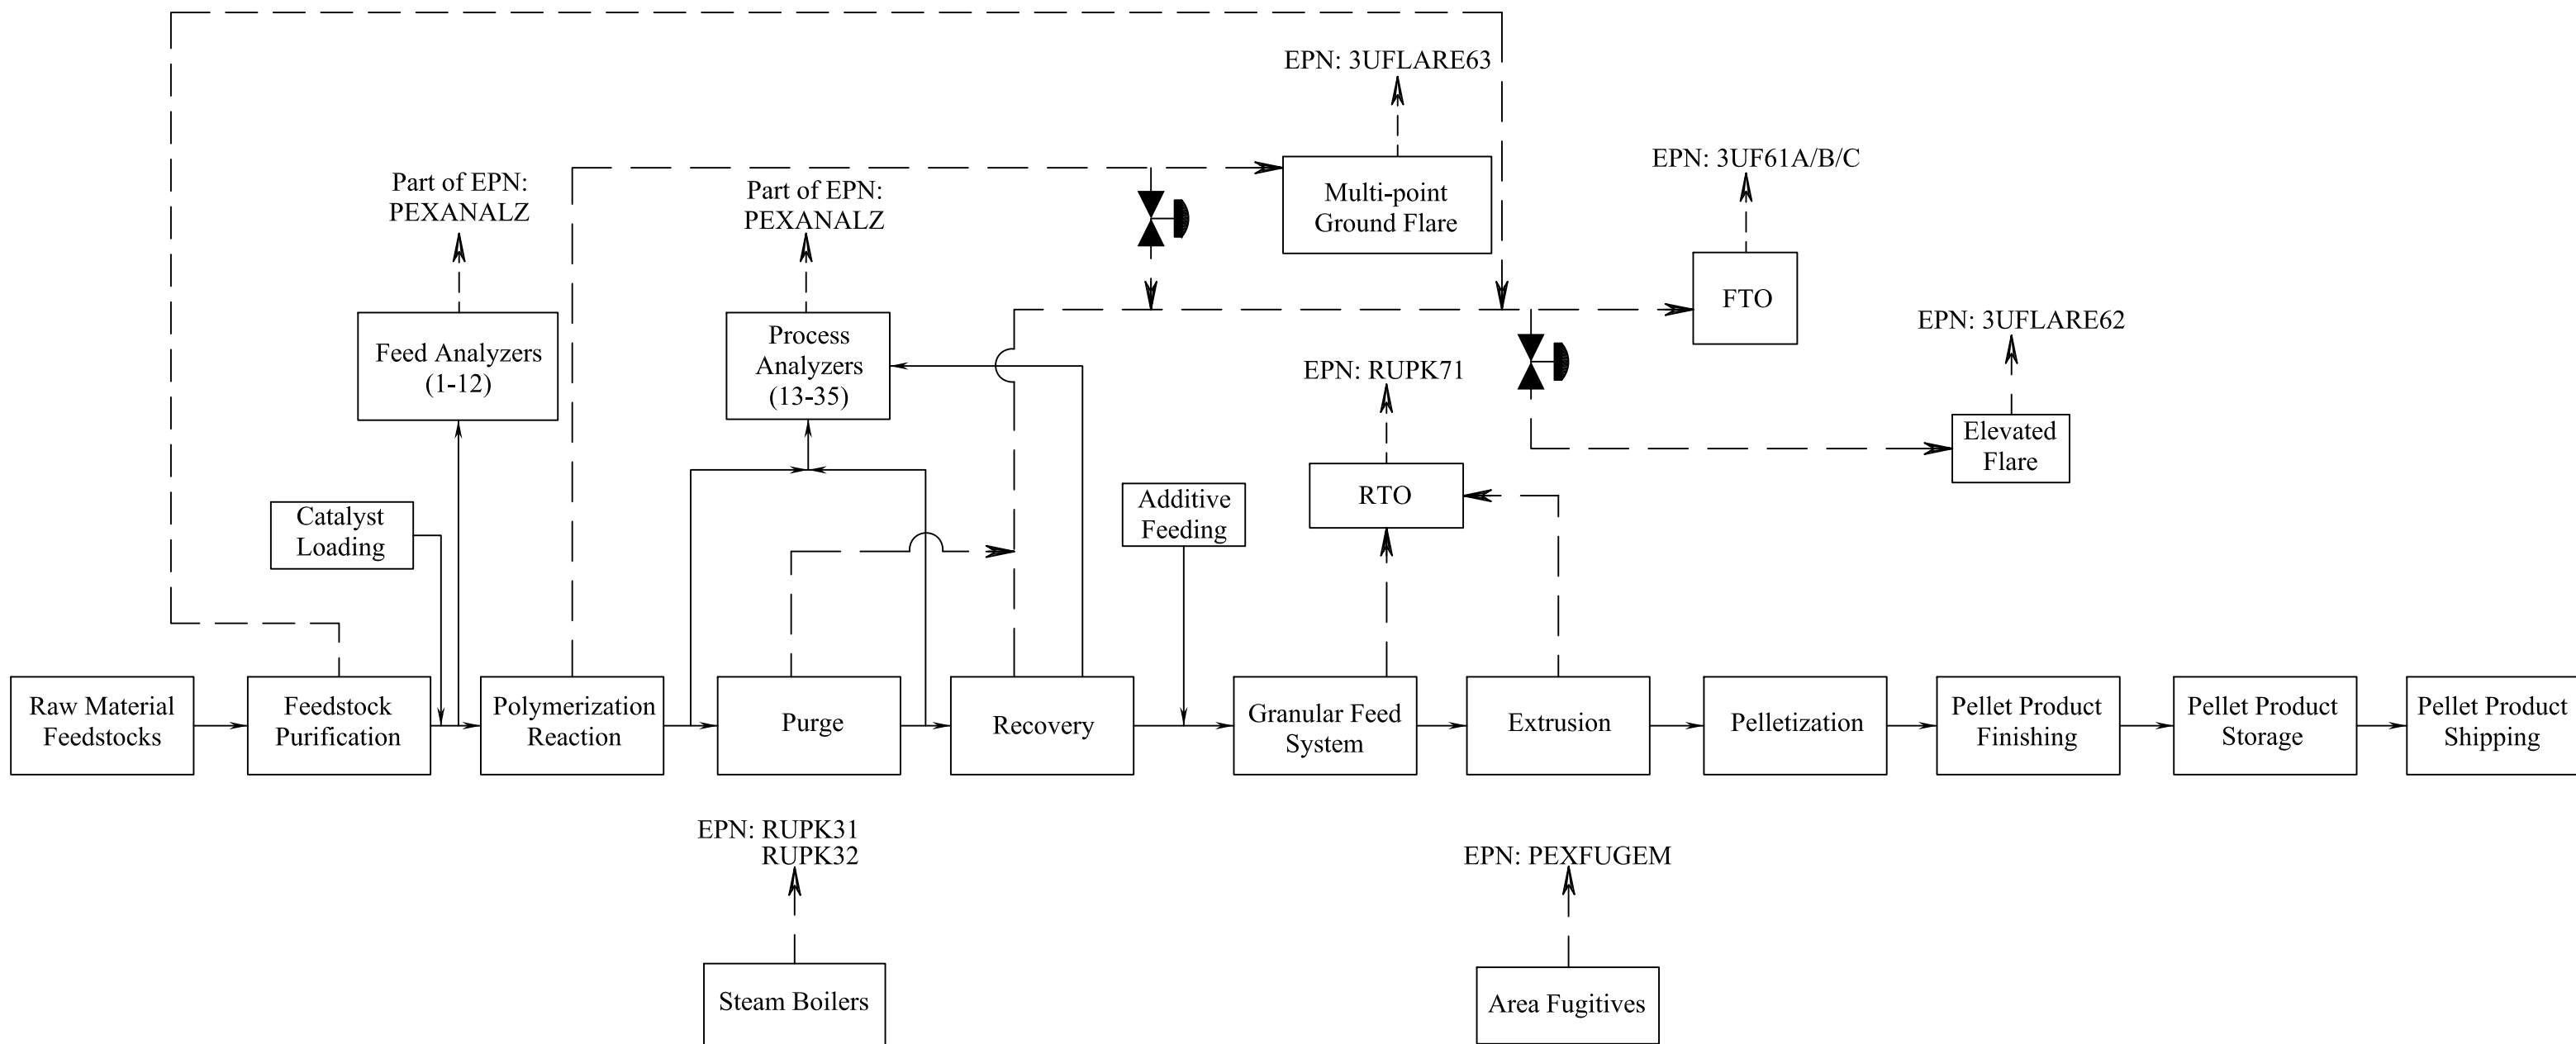 EPN: 3UFLARE63
EPN: 3UF61A/B/C
Part of EPN:
PEXANALZ
Part of EPN:
PEXANALZ
Multi-point
Ground Flare
FTO
EPN: 3UFLARE62
Feed Analyzers
(1-12)
Process
Analyzers
(13-35)
EPN: RUPK71
Elevated
Flare
RTO
Catalyst
Loading
Additive
Feeding
Raw Material
Feedstocks
Feedstock
Purification
Polymerization
Reaction
Purge
Recovery
Granular Feed
System
Extrusion
Pelletization
Pellet Product
Finishing
Pellet Product
Storage
Pellet Product
Shipping
EPN: RUPK31
RUPK32
EPN: PEXFUGEM
Steam Boilers
Area Fugitives